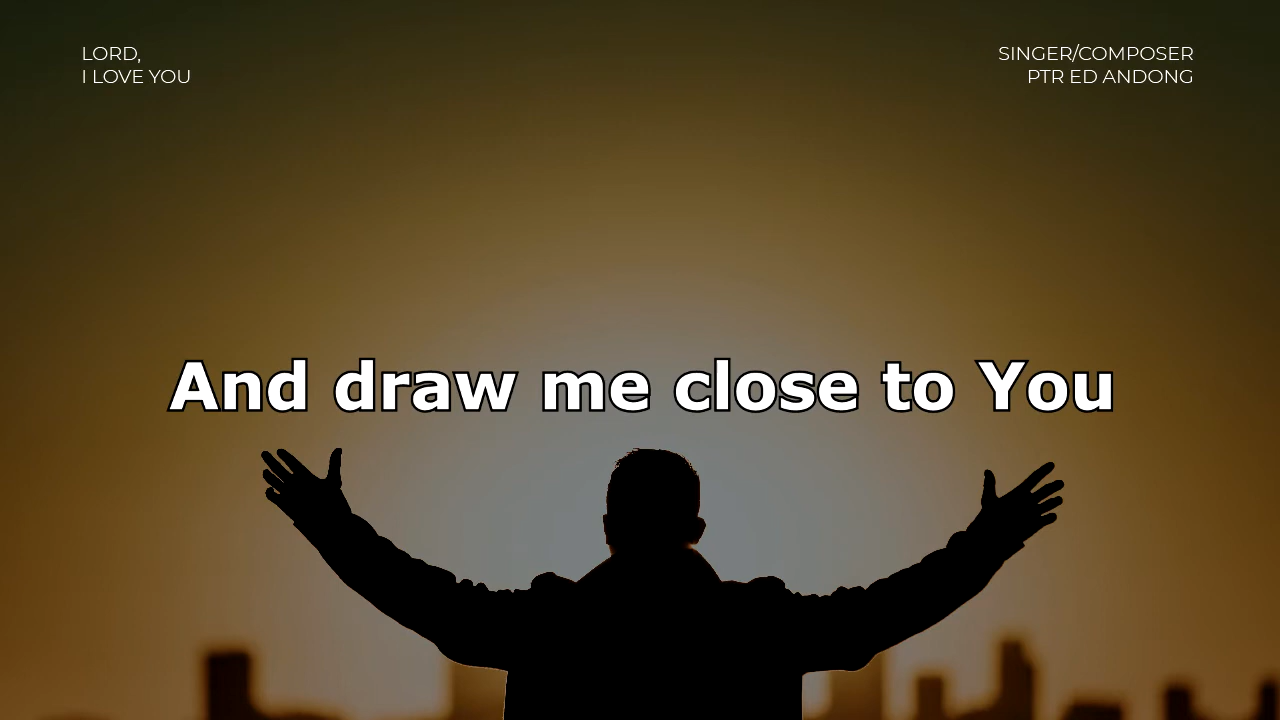 LORD,
I LOVE YOU
SINGER/COMPOSER
PTR ED ANDONG
And draw me close to You